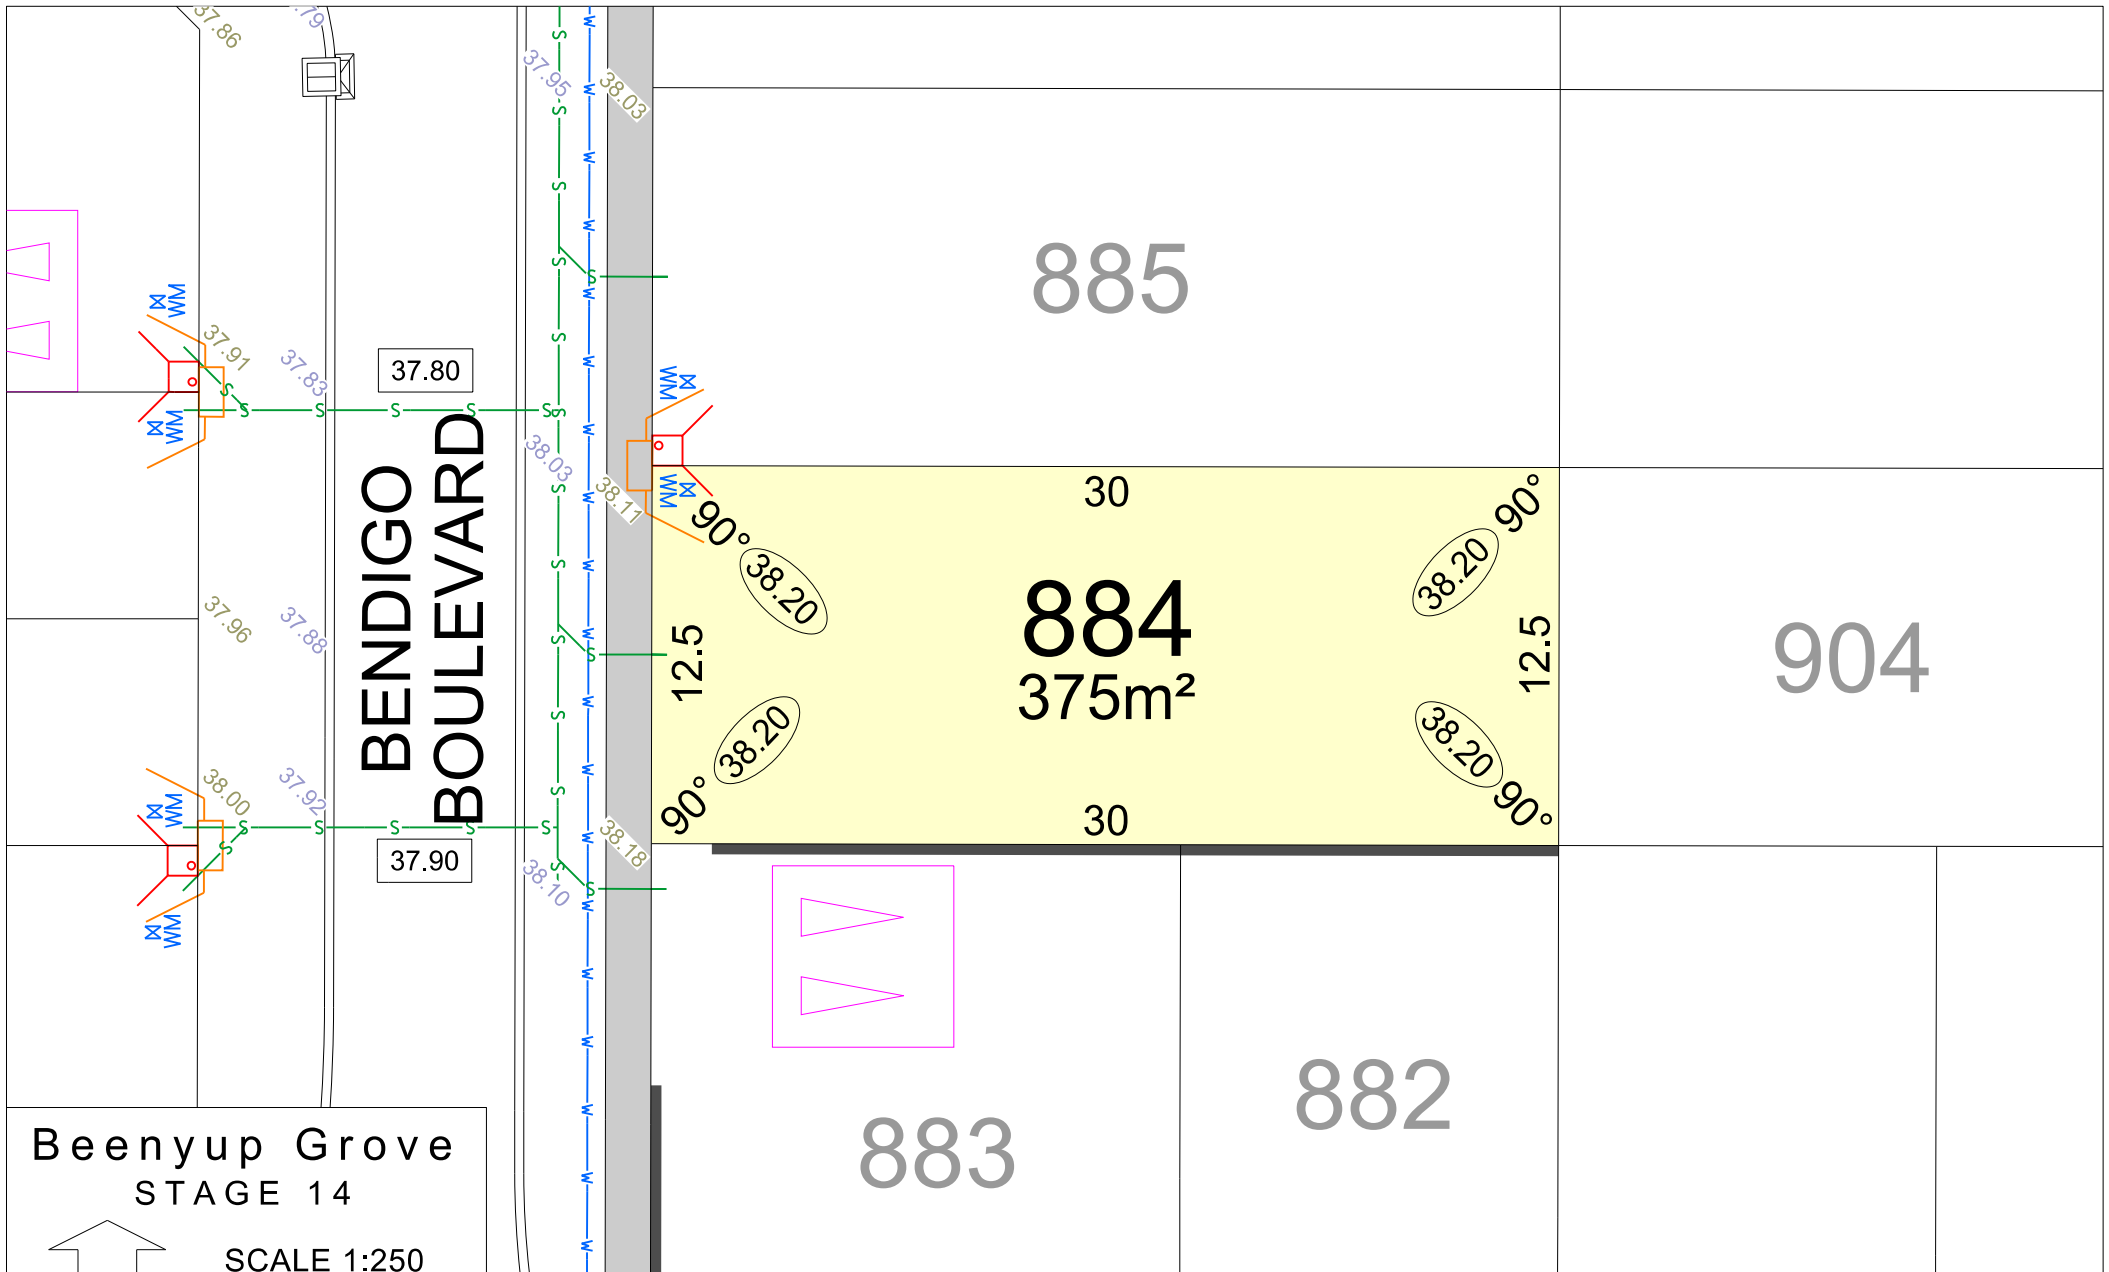 37.86
.79
37.95
38.03
885
WM
37.91
37.83
37.80
WM
WM
38.03
38.11
WM
30
90°
90°
38.20
38.20
BENDIGO
BOULEVARD
884
375m²
12.5
12.5
904
37.96
37.88
38.20
38.20
90°
90°
30
38.00
37.92
WM
37.90
38.18
38.10
WM
883
882
Beenyup Grove
STAGE 14
SCALE 1:250
S S S S S S S S S S S S S
W W W W W W W W W W W W W W W W W W W
S S S S S S
S S S S S S
S
S
S